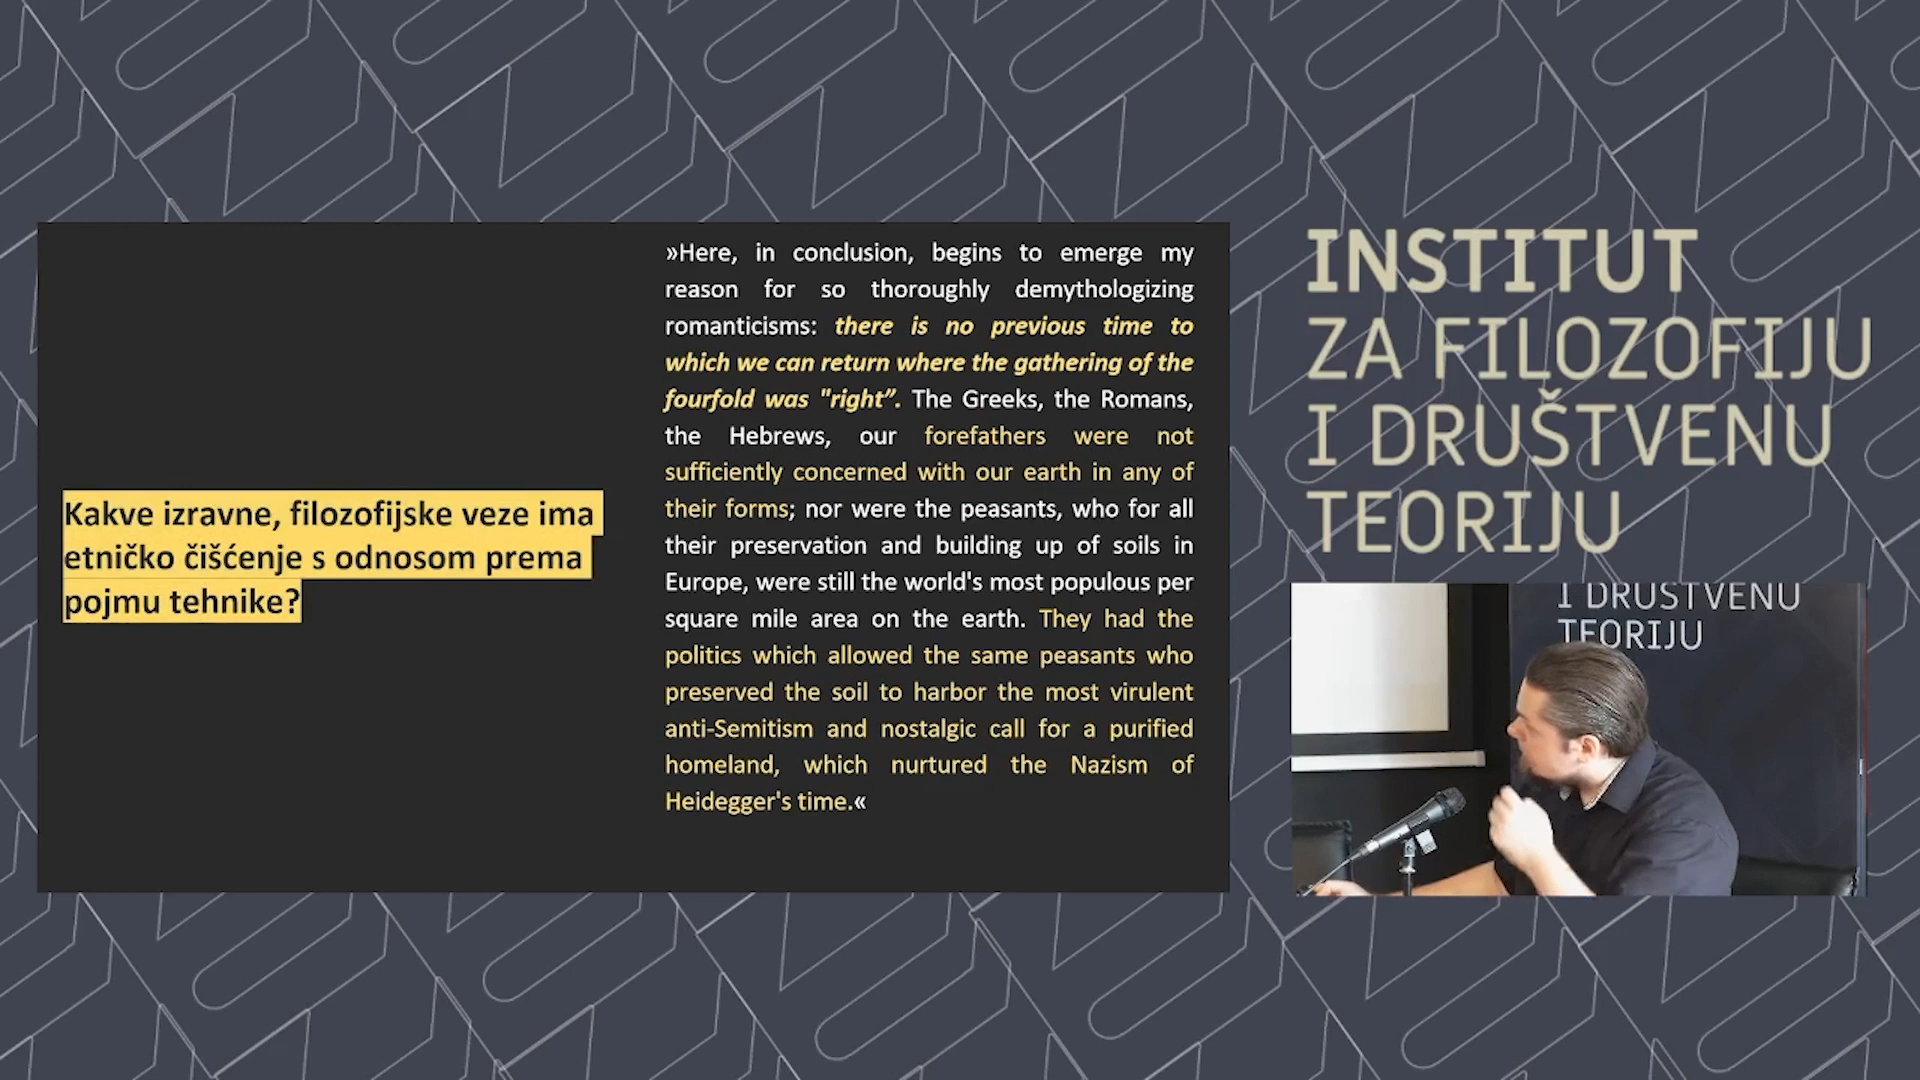 Kakve izravne, filozofijske veze ima
etničko čišćenje s odnosom prema
pojmu tehnike?
»Here, in conclusion, begins to emerge my
reason for so thoroughly demythologizing
romanticisms: there is no previous time to
which we can return where the gathering of the
fourfold was "right”. The Greeks, the Romans,
the Hebrews, our forefathers were not
sufficiently concerned with our earth in any of
their forms; nor were the peasants, who for all
their preservation and building up of soils in
Europe, were still the world's most populous per
square mile area on the earth. They had the
politics which allowed the same peasants who
preserved the soil to harbor the most virulent
anti-Semitism and nostalgic call for a purified
homeland, which nurtured the Nazism of
Heidegger's time.«
INSTITUT
ZA FILOZOFIJU
I DRUŠTVENU
TEORIJU
I DRUŠTVENU
TEORIJU